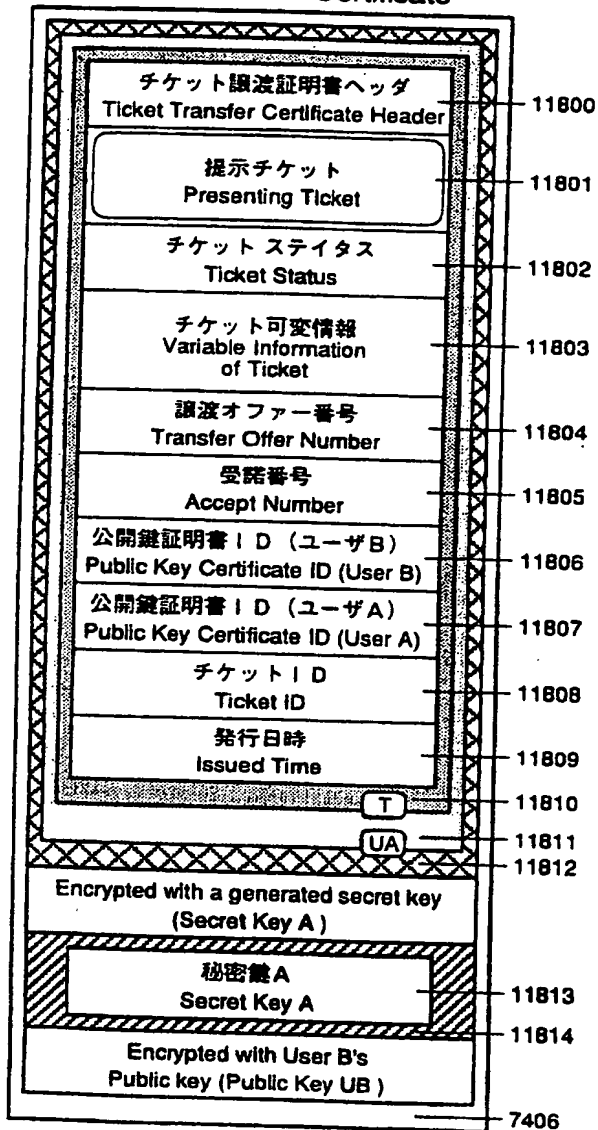 チケット譲渡証明書ヘッダ
Ticket Transfer Certificate Header
11800
提示チケット
Presenting Ticket
11801
チケット ステイタス
Ticket Status
11802
チケット可変情報
Variable Information
of Ticket
11803
譲渡オファー番号
Transfer Offer Number
11804
受諾番号
Accept Number
11805
公開鍵証明書ID(ユーザB)
Public Key Certificate ID (User B)
11806
公開鍵証明書ID(ユーザA)
Public Key Certificate ID (User A)
11807
チケットID
Ticket ID
11808
発行日時
Issued Time
11809
T
11810
UA
11811
11812
Encrypted with a generated secret key
(Secret Key A )
秘密鍵A
Secret Key A
11813
11814
Encrypted with User B's
Public key (Public Key UB )
7406